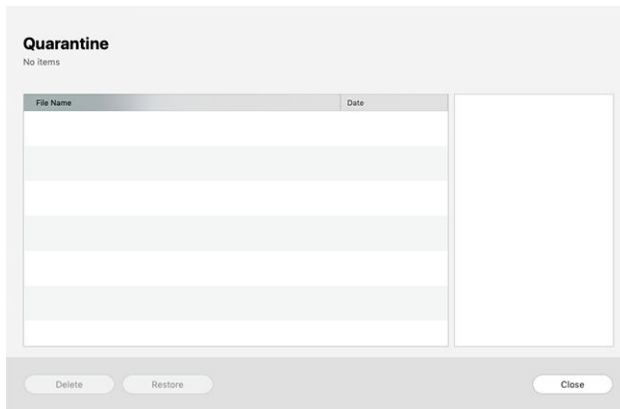 Quarantine
No items
File Name Date
Delete Restore Close